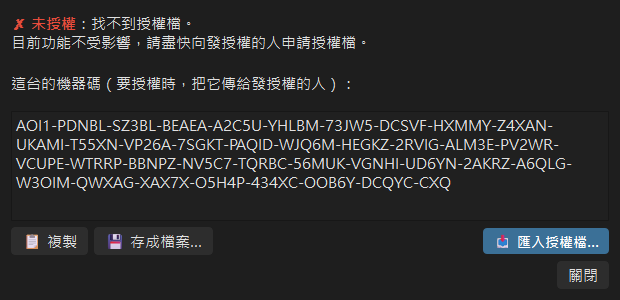 ✗ 未授權：找不到授權檔。
目前功能不受影響，請盡快向發授權的人申請授權檔。
這台的機器碼（要授權時，把它傳給發授權的人）：
AOI1-PDNBL-SZ3BL-BEAEA-A2C5U-YHLBM-73JW5-DCSVF-HXMMY-Z4XAN-
UKAMI-T55XN-VP26A-7SGKT-PAQID-WJQ6M-HEGKZ-2RVIG-ALM3E-PV2WR-
VCUPE-WTRRP-BBNPZ-NV5C7-TQRBC-56MUK-VGNHI-UD6YN-2AKRZ-A6QLG-
W3OIM-QWXAG-XAX7X-O5H4P-434XC-OOB6Y-DCQYC-CXQ
複製
存成檔案...
匯入授權檔...
關閉